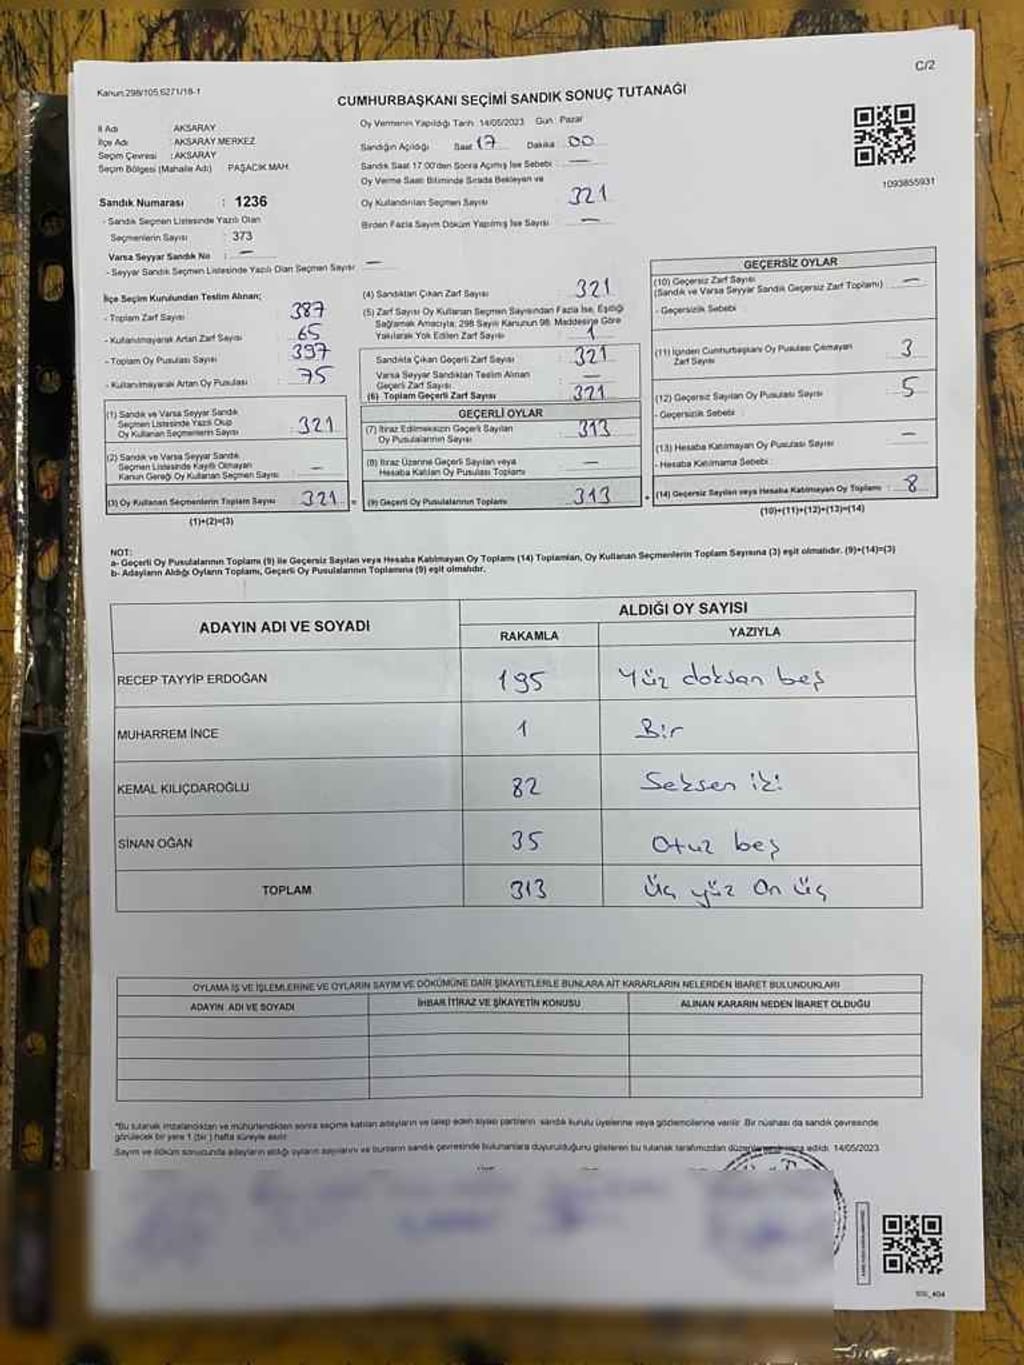 C/2
Kanun:298/105,6271/18-1
CUMHURBAŞKANI SEÇİMİ SANDIK SONUÇ TUTANAĞI
İl Adı AKSARAY
İlçe Adı AKSARAY MERKEZ
Seçim Çevresi :AKSARAY
Seçim Bölgesi (Mahalle Adı) PAŞACIK MAH.
Sandık Numarası : 1236
- Sandık Seçmen Listesinde Yazılı Olan
Seçmenlerin Sayısı : 373
Varsa Seyyar Sandık No : —
- Seyyar Sandık Seçmen Listesinde Yazılı Olan Seçmen Sayısı —
Oy Vermenin Yapıldığı Tarih :14/05/2023 Gün : Pazar
Sandığın Açıldığı Saat 17 Dakika 00
Sandık Saat 17:00'den Sonra Açılmış İse Sebebi —
Oy Verme Saati Bitiminde Sırada Bekleyen ve
Oy Kullandırılan Seçmen Sayısı 321
Birden Fazla Sayım Döküm Yapılmış İse Sayısı —
1093855931
İlçe Seçim Kurulundan Teslim Alınan;
- Toplam Zarf Sayısı 387
- Kullanılmayarak Artan Zarf Sayısı 65
- Toplam Oy Pusulası Sayısı 397
- Kullanılmayarak Artan Oy Pusulası 75
(1) Sandık ve Varsa Seyyar Sandık
Seçmen Listesinde Yazılı Olup
Oy Kullanan Seçmenlerin Sayısı 321
(2) Sandık ve Varsa Seyyar Sandık
Seçmen Listesinde Kayıtlı Olmayan
Kanun Gereği Oy Kullanan Seçmen Sayısı —
(3) Oy Kullanan Seçmenlerin Toplam Sayısı 321 =
(1)+(2)=(3)
(4) Sandıktan Çıkan Zarf Sayısı 321
(5) Zarf Sayısı Oy Kullanan Seçmen Sayısından Fazla İse, Eşitliği
Sağlamak Amacıyla; 298 Sayılı Kanunun 98. Maddesine Göre
Yakılarak Yok Edilen Zarf Sayısı 1
Sandıkta Çıkan Geçerli Zarf Sayısı 321
Varsa Seyyar Sandıktan Teslim Alınan
Geçerli Zarf Sayısı —
(6) Toplam Geçerli Zarf Sayısı 321
GEÇERLİ OYLAR
(7) İtiraz Edilmeksizin Geçerli Sayılan
Oy Pusulalarının Sayısı 313
(8) İtiraz Üzerine Geçerli Sayılan veya
Hesaba Katılan Oy Pusulası Toplamı —
(9) Geçerli Oy Pusulalarının Toplamı 313 +
GEÇERSİZ OYLAR
(10) Geçersiz Zarf Sayısı
(Sandık ve Varsa Seyyar Sandık Geçersiz Zarf Toplamı) —
- Geçersizlik Sebebi
(11) İçinden Cumhurbaşkanı Oy Pusulası Çıkmayan
Zarf Sayısı : 3
(12) Geçersiz Sayılan Oy Pusulası Sayısı : 5
- Geçersizlik Sebebi
(13) Hesaba Katılmayan Oy Pusulası Sayısı : —
- Hesaba Katılmama Sebebi :
(14) Geçersiz Sayılan veya Hesaba Katılmayan Oy Toplamı : 8
(10)+(11)+(12)+(13)=(14)
NOT:
a- Geçerli Oy Pusulalarının Toplamı (9) ile Geçersiz Sayılan veya Hesaba Katılmayan Oy Toplamı (14) Toplamları, Oy Kullanan Seçmenlerin Toplam Sayısına (3) eşit olmalıdır. (9)+(14)=(3)
b- Adayların Aldığı Oyların Toplamı, Geçerli Oy Pusulalarının Toplamına (9) eşit olmalıdır.
ADAYIN ADI VE SOYADI ALDIĞI OY SAYISI
RAKAMLA YAZIYLA
RECEP TAYYİP ERDOĞAN 195 Yüz doksan beş
MUHARREM İNCE 1 Bir
KEMAL KILIÇDAROĞLU 82 Seksen iki
SİNAN OĞAN 35 Otuz beş
TOPLAM 313 Üç yüz On üç
OYLAMA İŞ VE İŞLEMLERİNE VE OYLARIN SAYIM VE DÖKÜMÜNE DAİR ŞİKAYETLERLE BUNLARA AİT KARARLARIN NELERDEN İBARET BULUNDUKLARI
ADAYIN ADI VE SOYADI İHBAR İTİRAZ VE ŞİKAYETİN KONUSU ALINAN KARARIN NEDEN İBARET OLDUĞU
*Bu tutanak imzalandıktan ve mühürlendikten sonra seçime katılan adayların ve talep eden siyasi partilerin sandık kurulu üyelerine veya gözlemcilerine verilir. Bir nüshası da sandık çevresinde
görülecek bir yere 1 (bir) hafta süreyle asılır.
Sayım ve döküm sonucunda adayların aldığı oyların sayılarını ve bunların sandık çevresinde bulunanlara duyurulduğunu gösteren bu tutanak tarafımızdan edildi. 14/05/2023